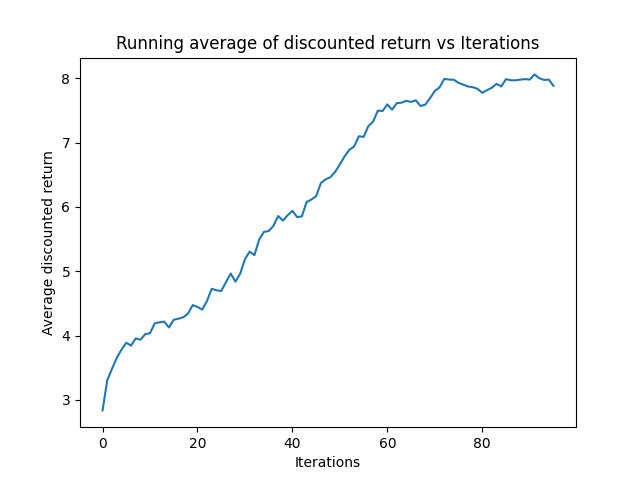 Running average of discounted return vs Iterations
8
7
6
5
4
3
Average discounted return
0 20 40 60 80
Iterations